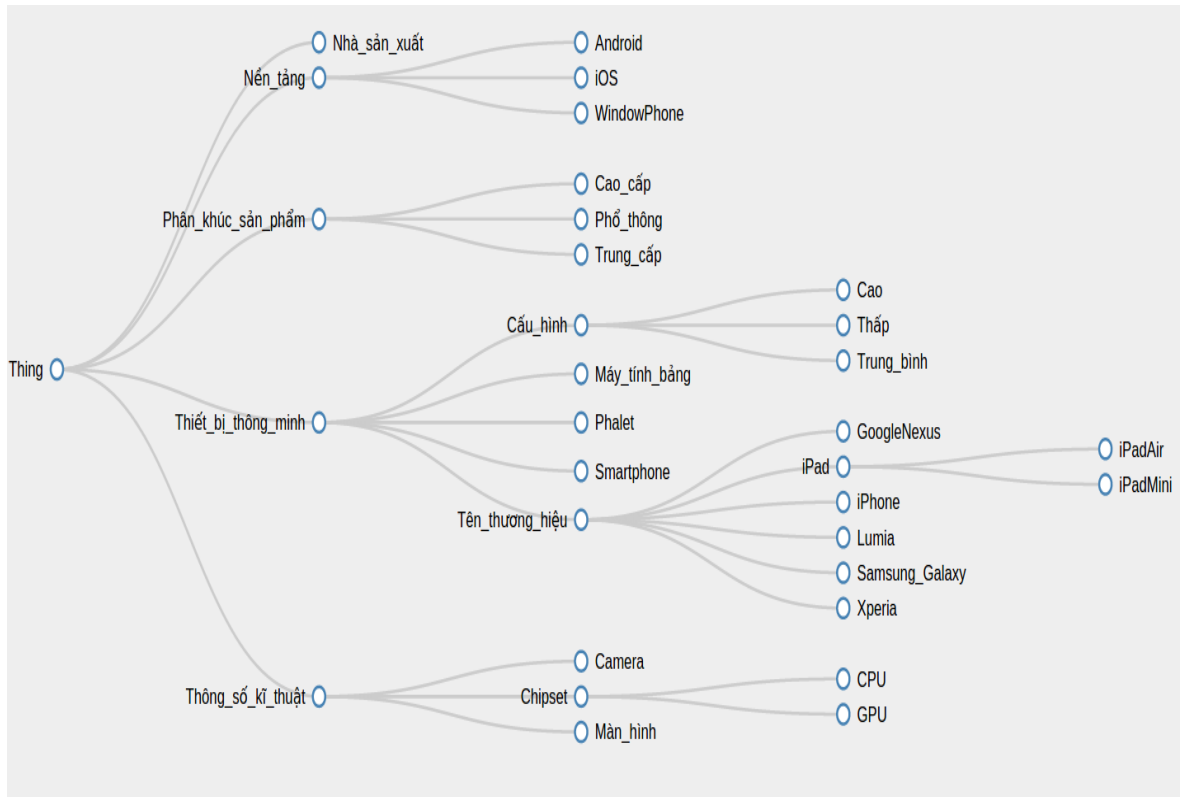 Nhà_sản_xuất
Android
Nền_tảng
iOS
WindowPhone
Cao_cấp
Phân_khúc_sản_phẩm
Phổ_thông
Trung_cấp
Cao
Cấu_hình
Thấp
Trung_bình
Thing
Máy_tính_bảng
Thiết_bị_thông_minh
Phalet
GoogleNexus
iPadAir
Smartphone
iPad
iPadMini
iPhone
Tên_thương_hiệu
Lumia
Samsung_Galaxy
Xperia
Camera
CPU
Thông_số_kĩ_thuật
Chipset
GPU
Màn_hình